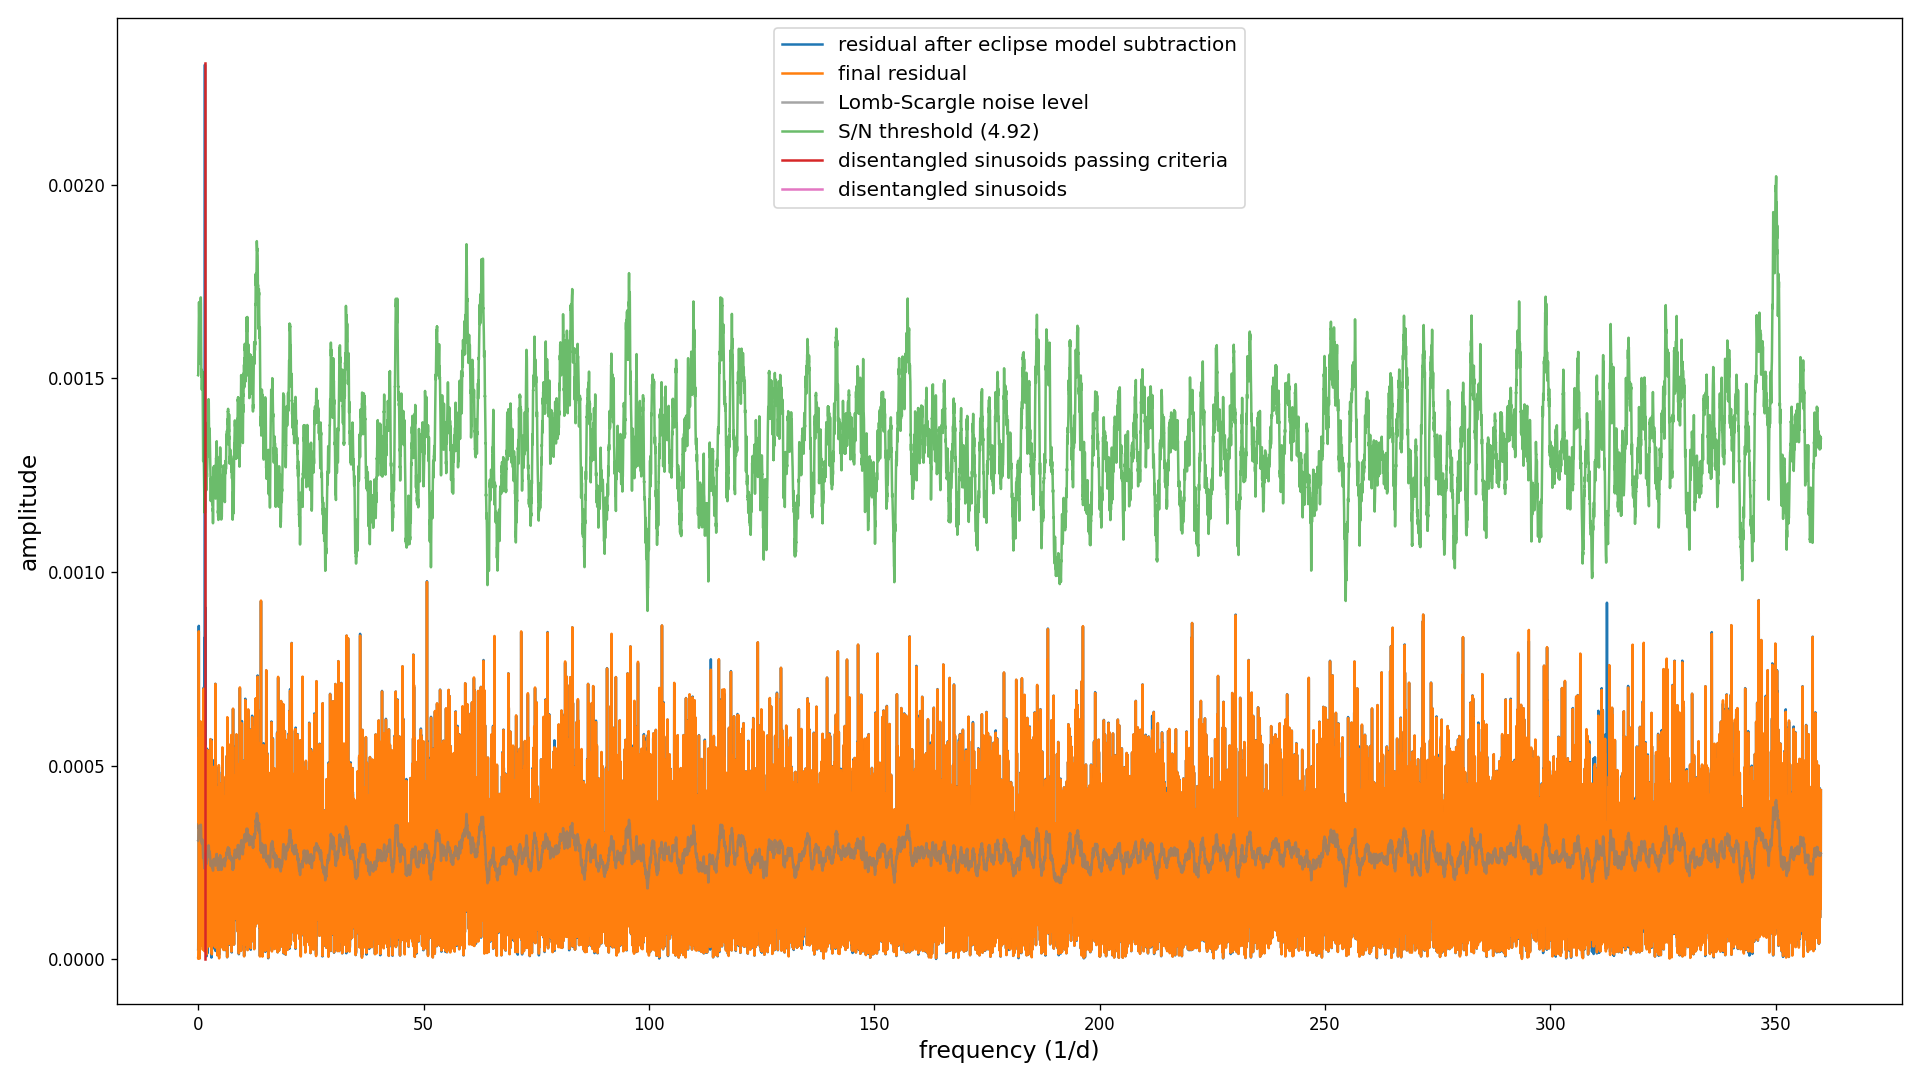 residual after eclipse model subtraction
final residual
Lomb-Scargle noise level
S/N threshold (4.92)
disentangled sinusoids passing criteria
disentangled sinusoids
amplitude
0.0020
0.0015
0.0010
0.0005
0.0000
0 50 100 150 200 250 300 350
frequency (1/d)